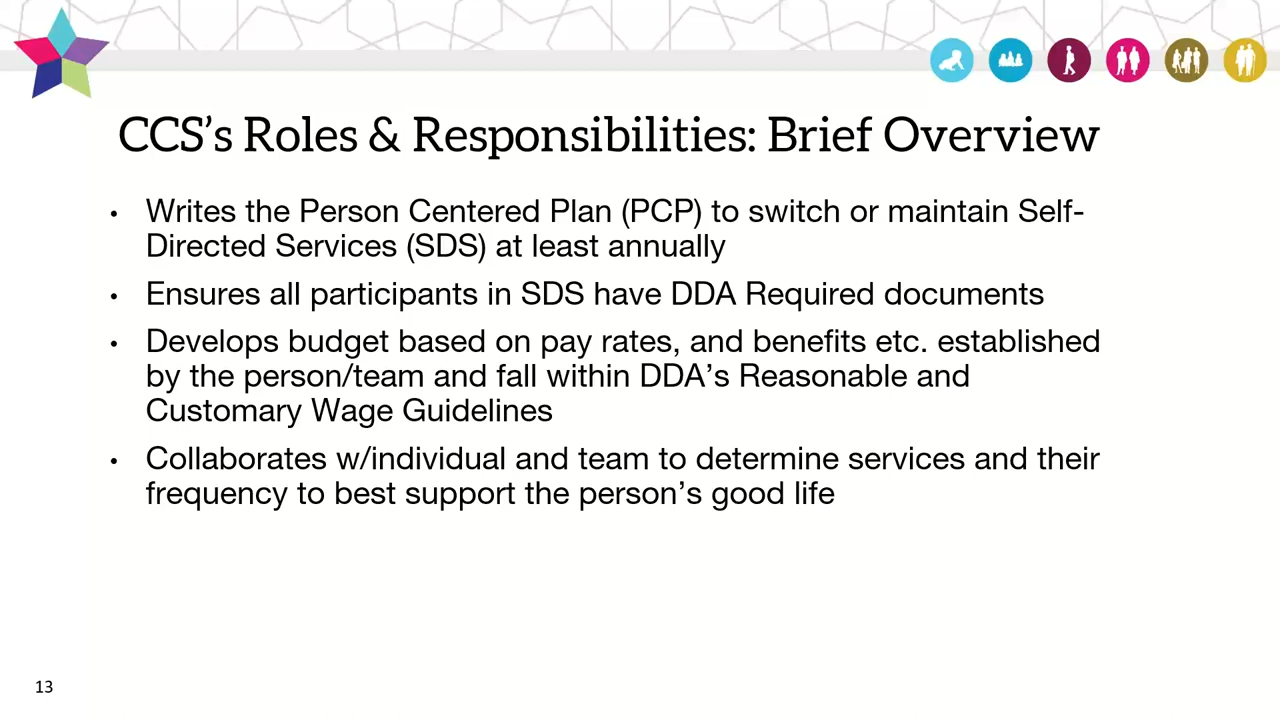 CCS’s Roles & Responsibilities: Brief Overview
• Writes the Person Centered Plan (PCP) to switch or maintain Self-
Directed Services (SDS) at least annually
• Ensures all participants in SDS have DDA Required documents
• Develops budget based on pay rates, and benefits etc. established
by the person/team and fall within DDA’s Reasonable and
Customary Wage Guidelines
• Collaborates w/individual and team to determine services and their
frequency to best support the person’s good life
13